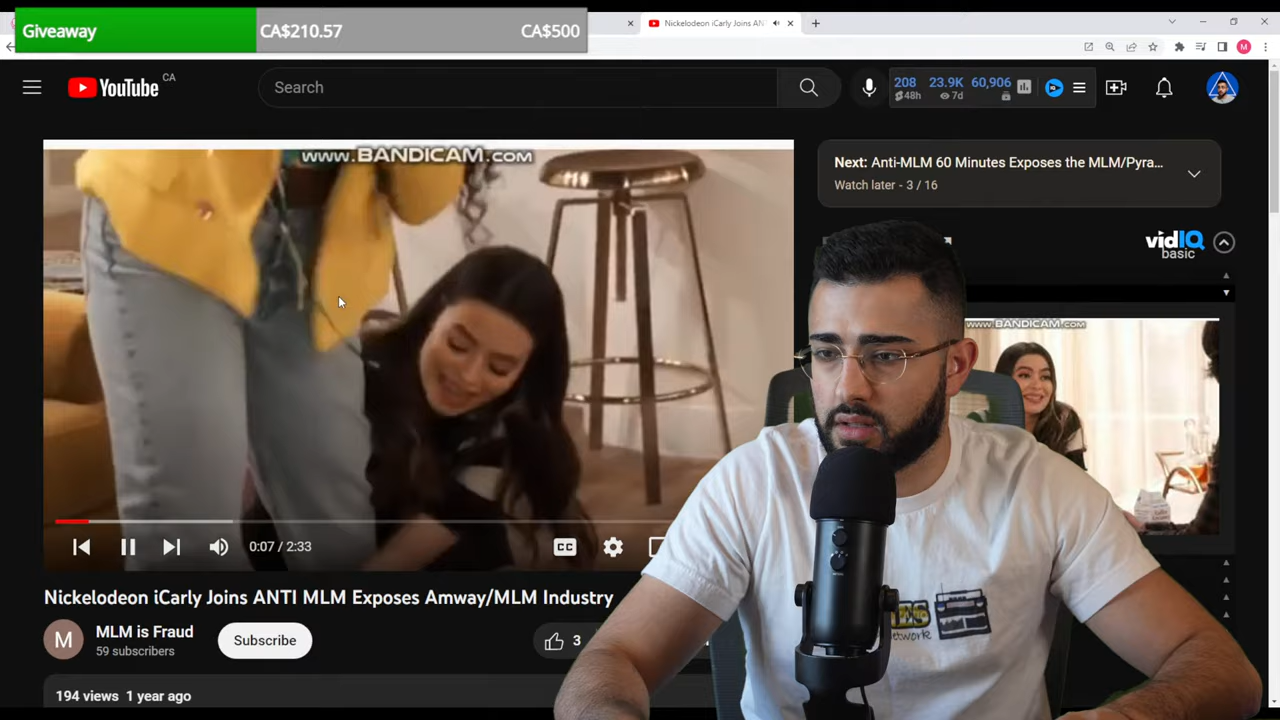 Giveaway CA$210.57 CA$500
Nickelodeon iCarly Joins AN
YouTube CA
Search
208 23.9K 60,906
48h 7d
M
www.BANDICAM.com
Next: Anti-MLM 60 Minutes Exposes the MLM/Pyra...
Watch later - 3 / 16
vidIQ
basic
www.BANDICAM.com
0:07 / 2:33
CC
Nickelodeon iCarly Joins ANTI MLM Exposes Amway/MLM Industry
M
MLM is Fraud
59 subscribers
Subscribe
3
194 views 1 year ago